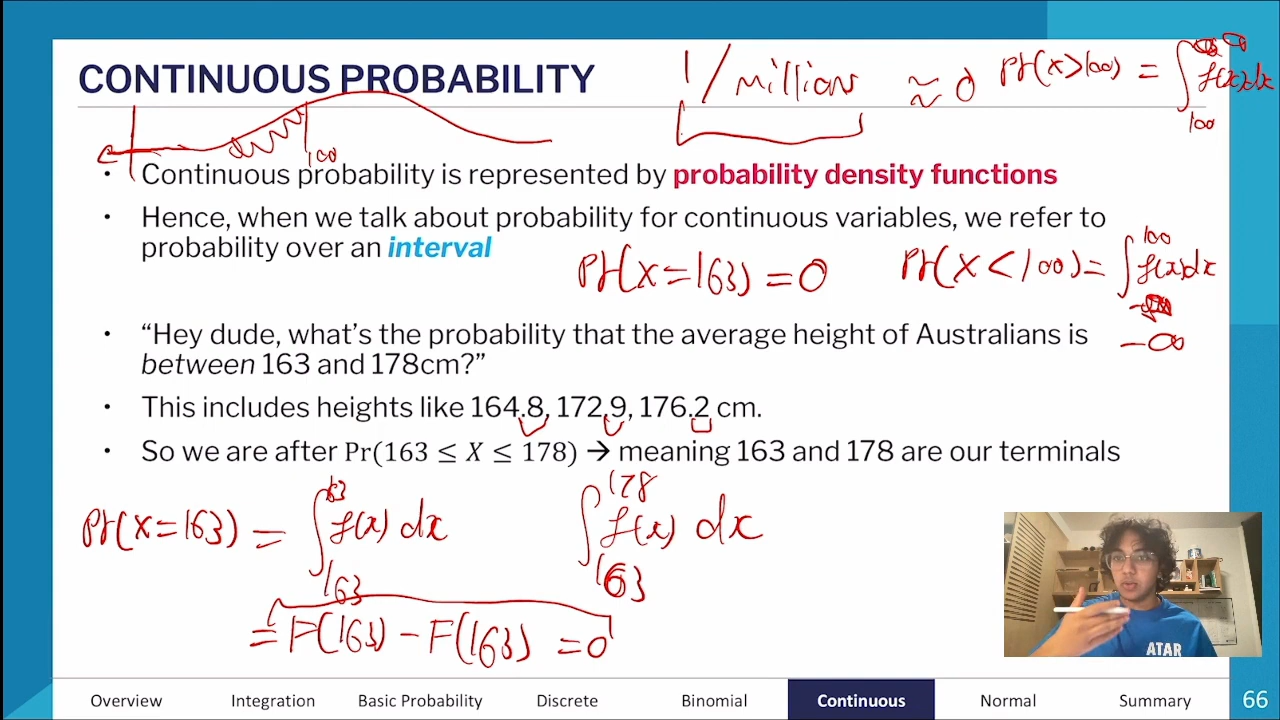 CONTINUOUS PROBABILITY
1/million ≈ 0
Pr(X>100) = ∫ f(x)dx
100
100
• Continuous probability is represented by probability density functions
• Hence, when we talk about probability for continuous variables, we refer to
probability over an interval
Pr(X=163)=0
Pr(X<100)= ∫ f(x)dx
100
-∞
• “Hey dude, what’s the probability that the average height of Australians is
between 163 and 178cm?”
• This includes heights like 164.8, 172.9, 176.2 cm.
• So we are after Pr(163 ≤ X ≤ 178) → meaning 163 and 178 are our terminals
Pr(X=163) = ∫ f(x) dx
163
∫ f(x) dx
178
163
= F(163) - F(163) = 0
ATAR
Overview Integration Basic Probability Discrete Binomial Continuous Normal Summary 66